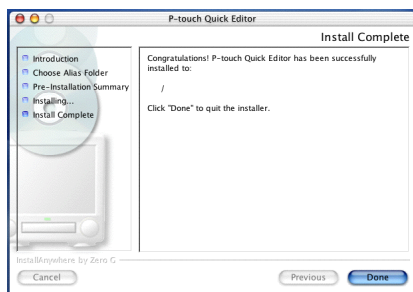 P-touch Quick Editor
Install Complete
Introduction
Choose Alias Folder
Pre-Installation Summary
Installing...
Install Complete
Congratulations! P-touch Quick Editor has been successfully
installed to:
/
Click "Done" to quit the installer.
InstallAnywhere by Zero G
Cancel
Previous
Done